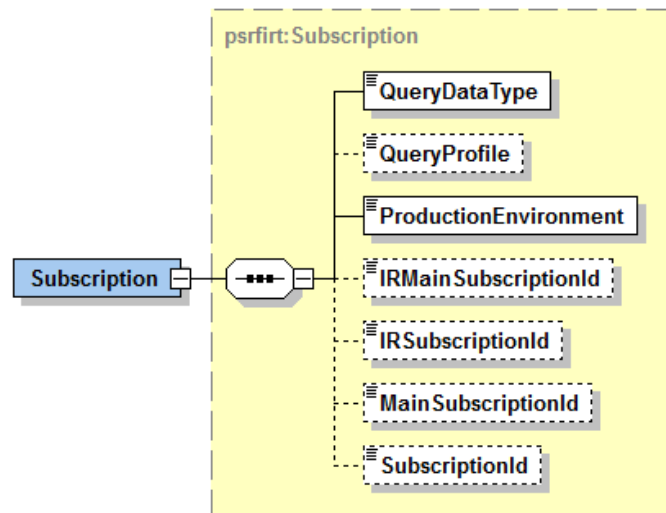 psrfirt:Subscription
QueryDataType
QueryProfile
ProductionEnvironment
Subscription
IRMainSubscriptionId
IRSubscriptionId
MainSubscriptionId
SubscriptionId